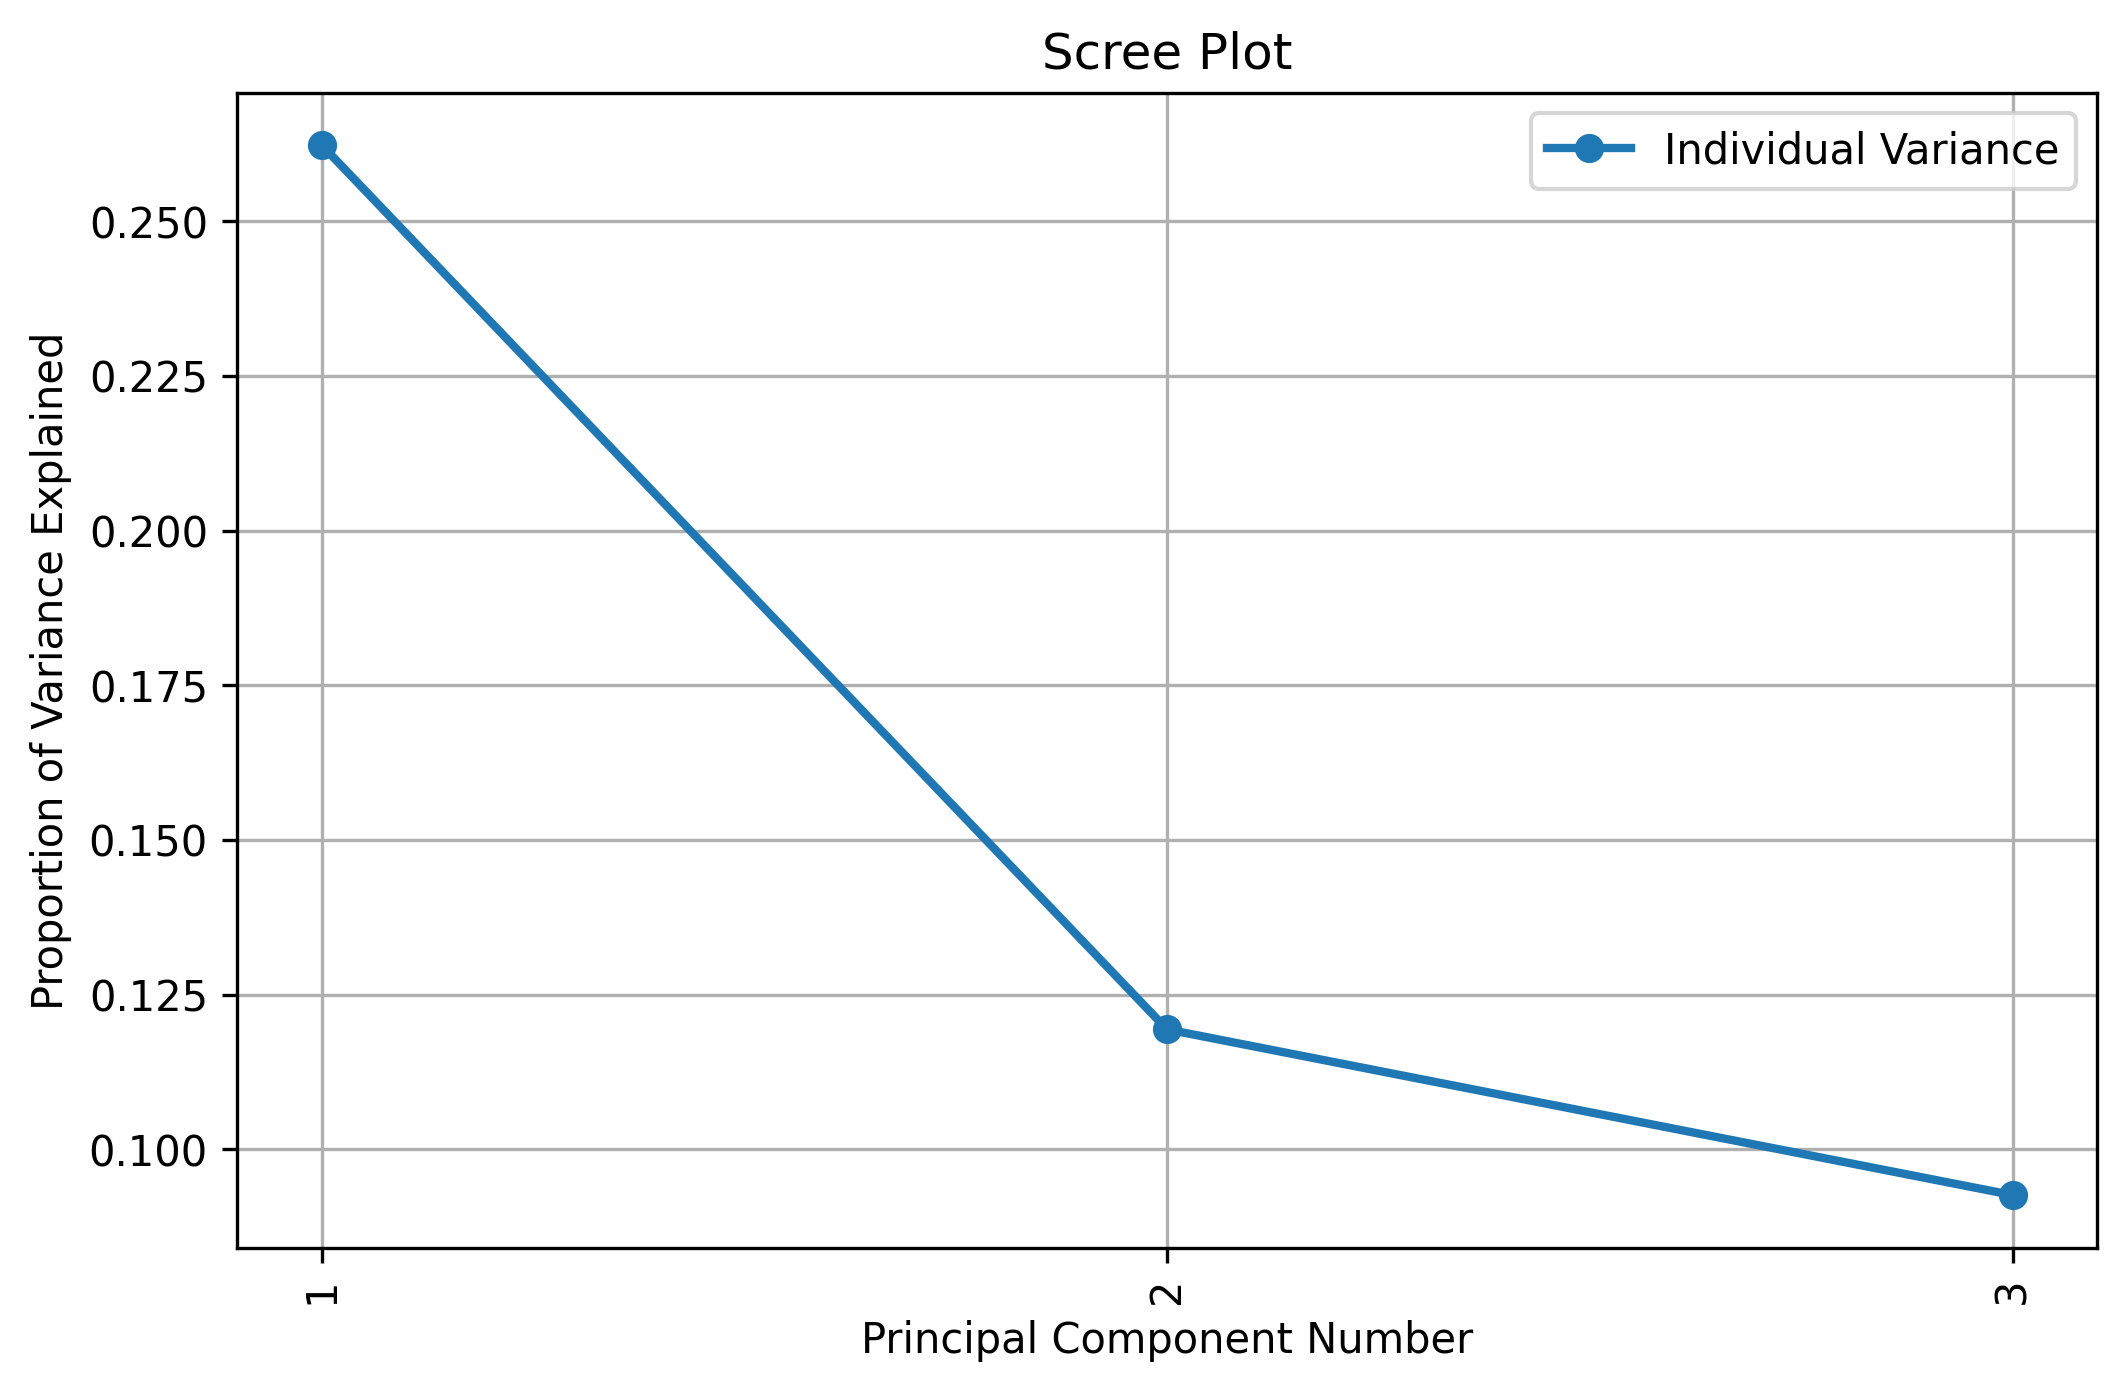 Scree Plot
Individual Variance
0.250
0.225
0.200
0.175
0.150
0.125
0.100
Proportion of Variance Explained
1
2
3
Principal Component Number